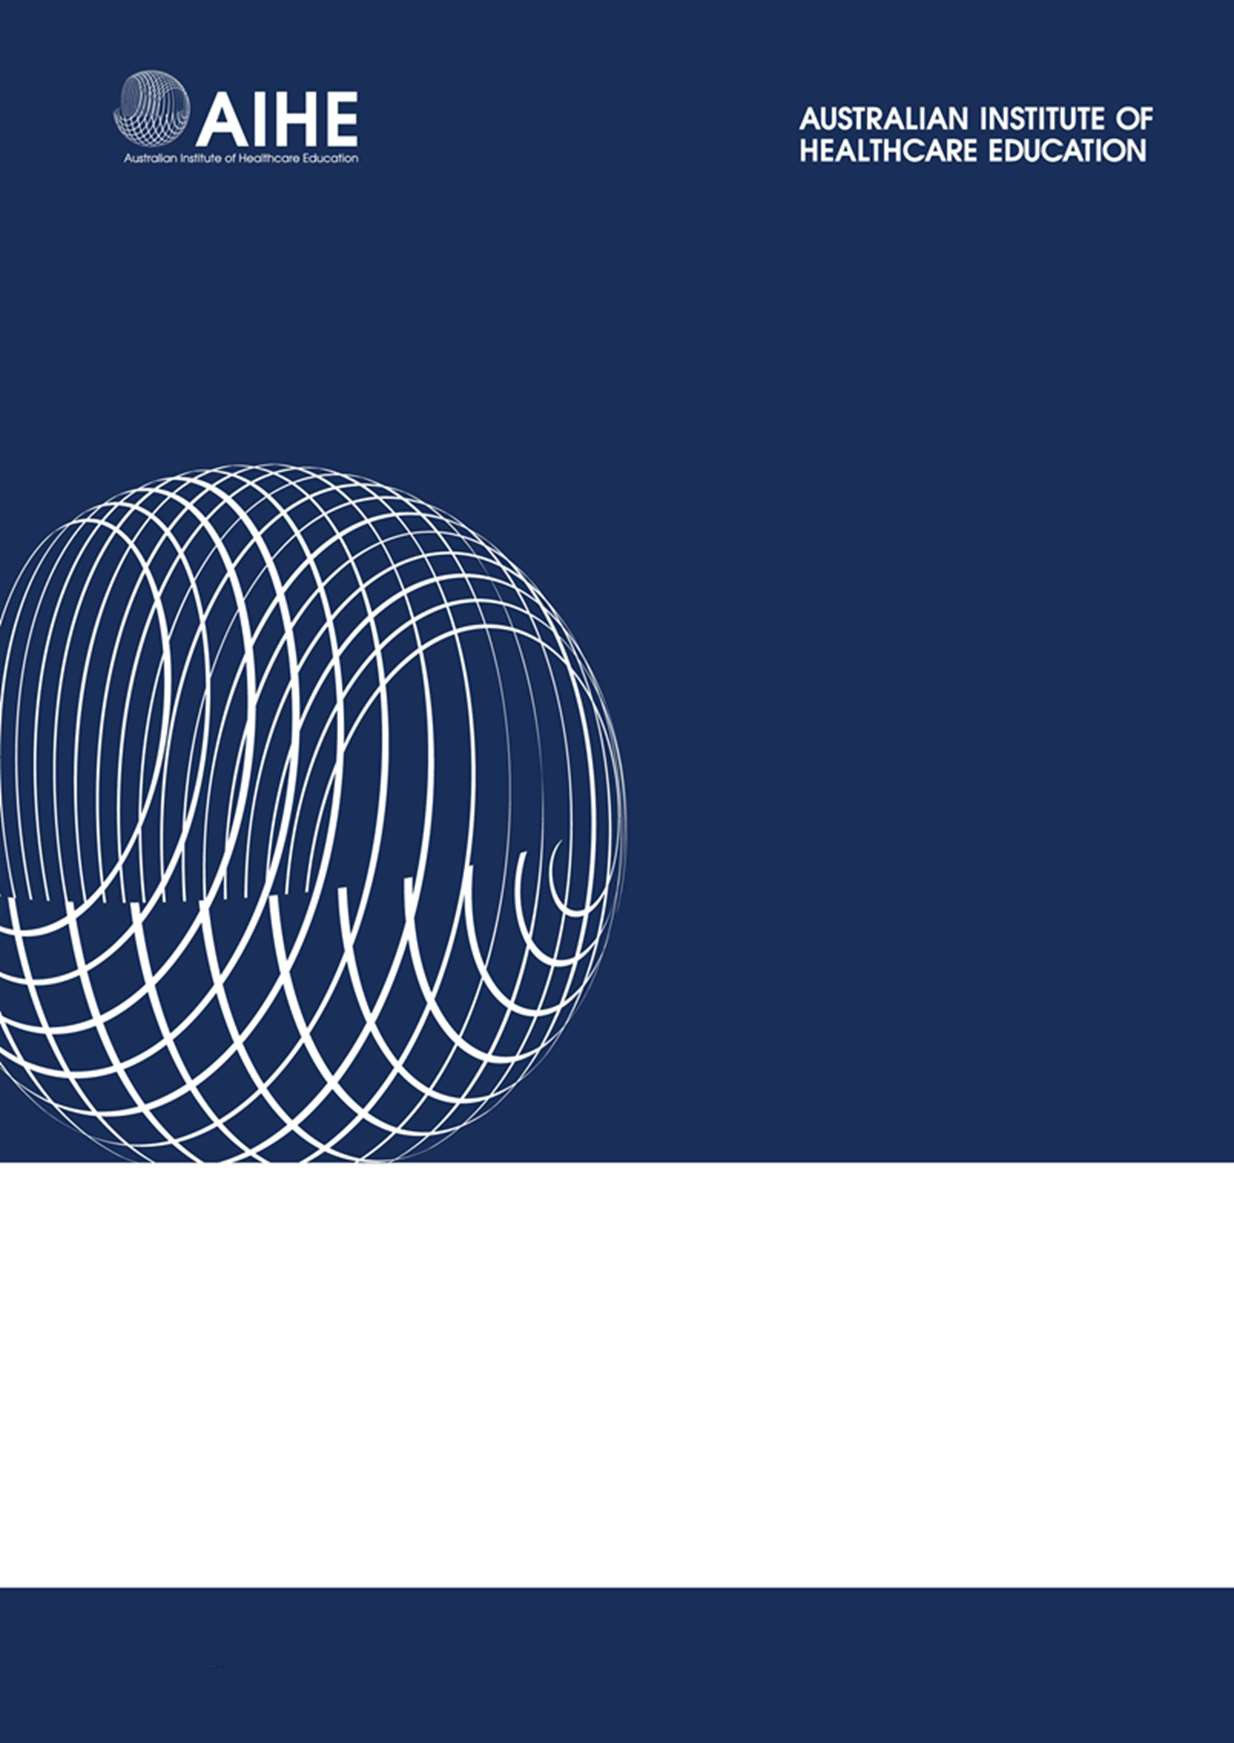 AIHE
Australian Institute of Healthcare Education
AUSTRALIAN INSTITUTE OF
HEALTHCARE EDUCATION